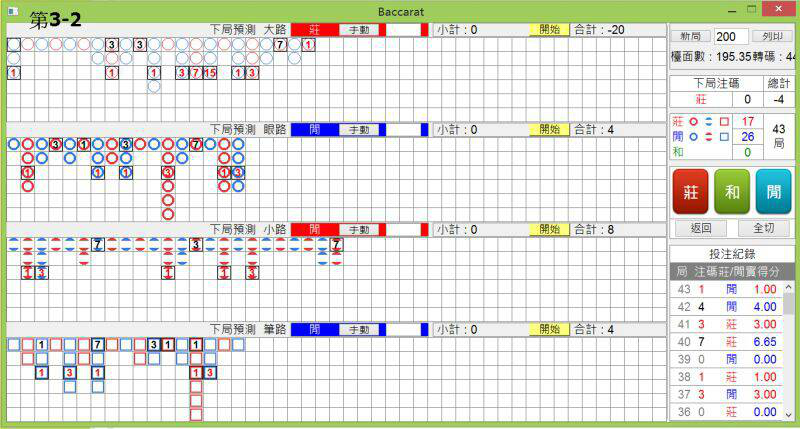 Baccarat
第3-2
下局預測 大路 莊 手動 小計：0 開始 合計：-20
3 3 7 1
1 1 3 7 15 1 3
下局預測 眼路 閒 手動 小計：0 開始 合計：4
3 1 3 7
1 1 1 3 1 3
下局預測 小路 閒 手動 小計：0 開始 合計：8
7 3 7
1 3 1 1 3
下局預測 筆路 閒 手動 小計：0 開始 合計：4
1 7 3 1 1
1 3 1 1 3
新局 200 列印
檯面數：195.35轉碼：44
下局注碼 總計
莊 0 -4
莊 17
閒 26
和 0
43
局
莊 和 閒
返回 全切
投注紀錄
局 注碼莊/閒實得分
43 1 閒 1.00
42 4 閒 4.00
41 3 莊 3.00
40 7 莊 6.65
39 0 閒 0.00
38 1 莊 1.00
37 3 莊 3.00
36 0 莊 0.00